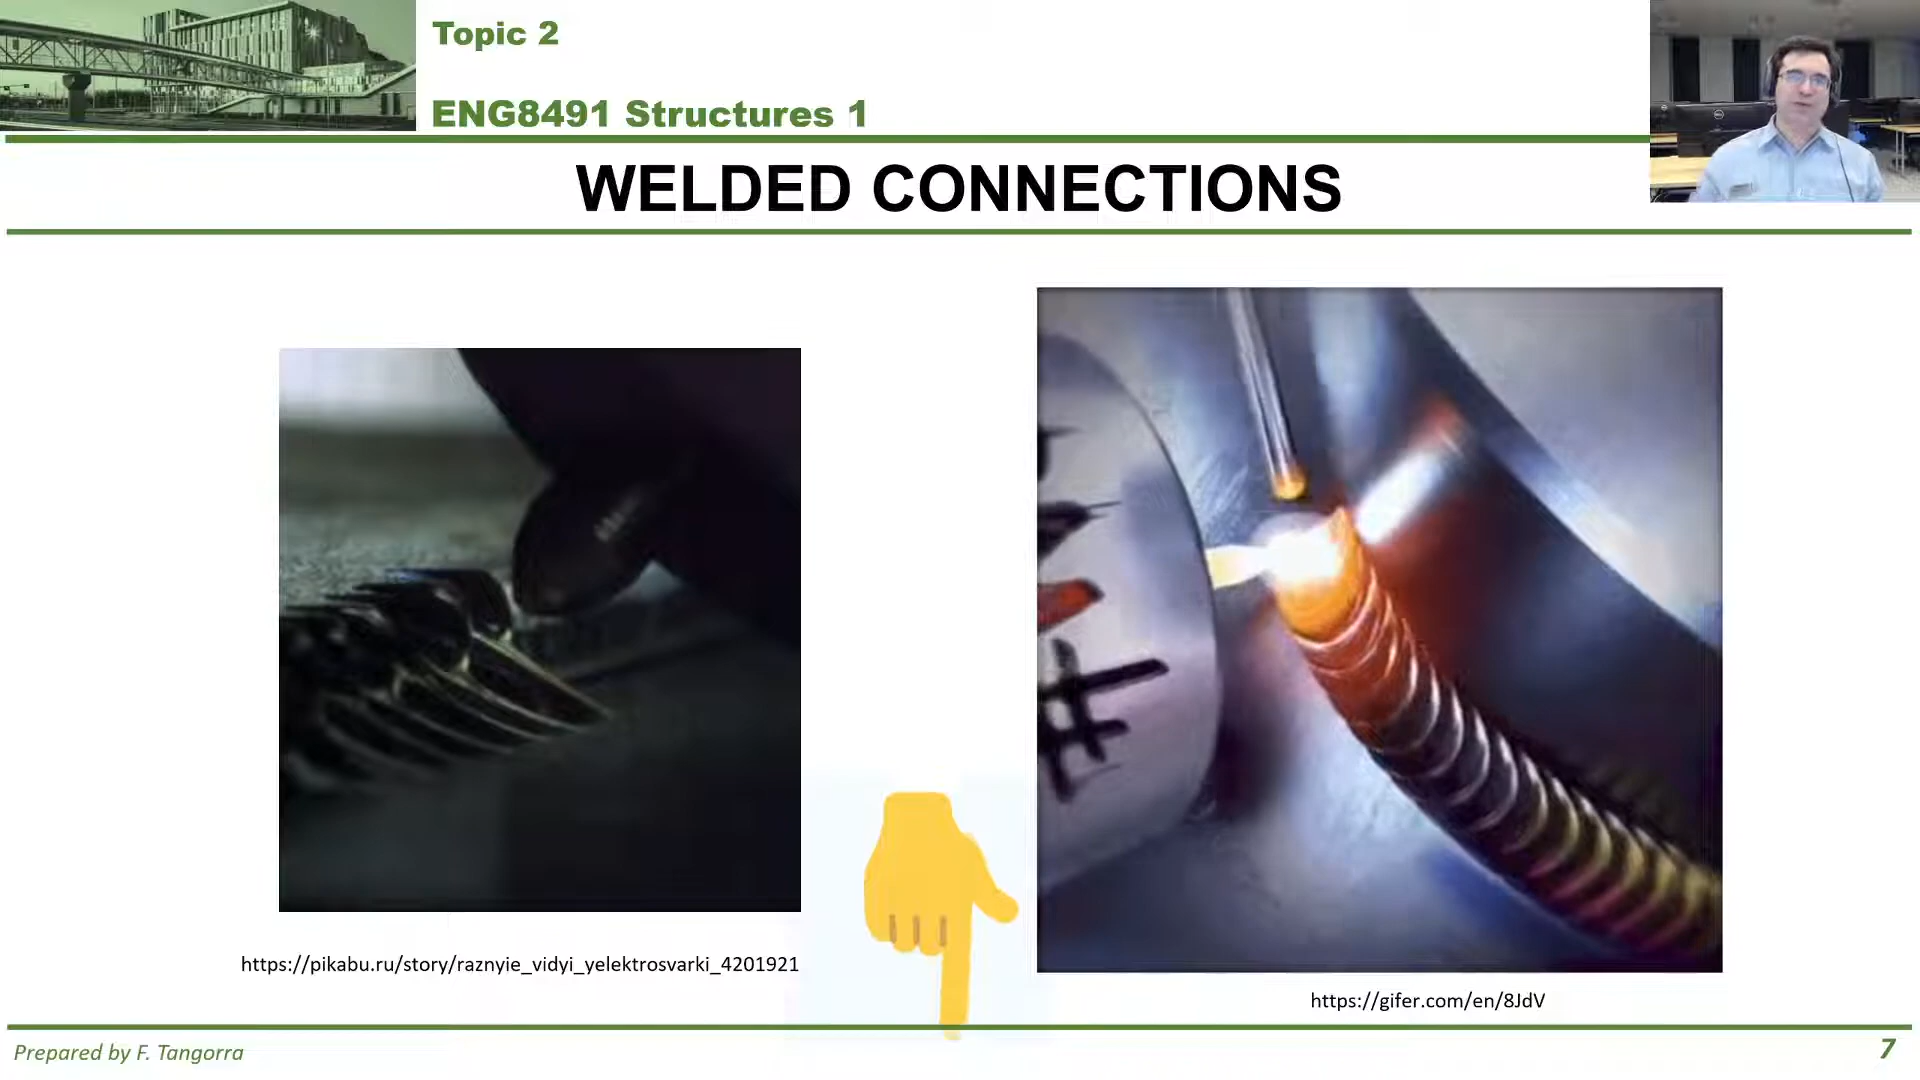 Topic 2
ENG8491 Structures 1
WELDED CONNECTIONS
https://pikabu.ru/story/raznyie_vidyi_yelektrosvarki_4201921
https://gifer.com/en/8JdV
Prepared by F. Tangorra
7